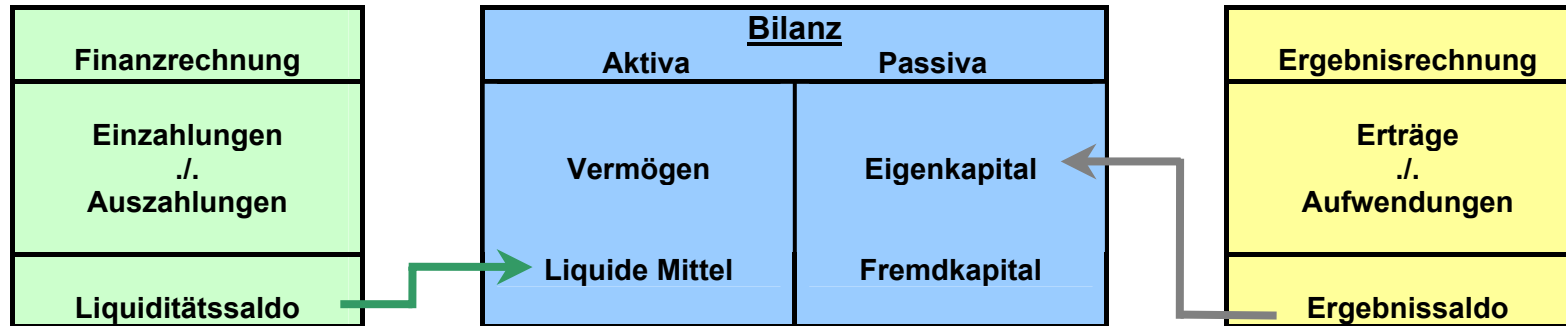 Finanzrechnung
Einzahlungen
./.
Auszahlungen
Liquiditätssaldo
Bilanz
Aktiva Passiva
Vermögen Eigenkapital
Liquide Mittel Fremdkapital
Ergebnisrechnung
Erträge
./.
Aufwendungen
Ergebnissaldo